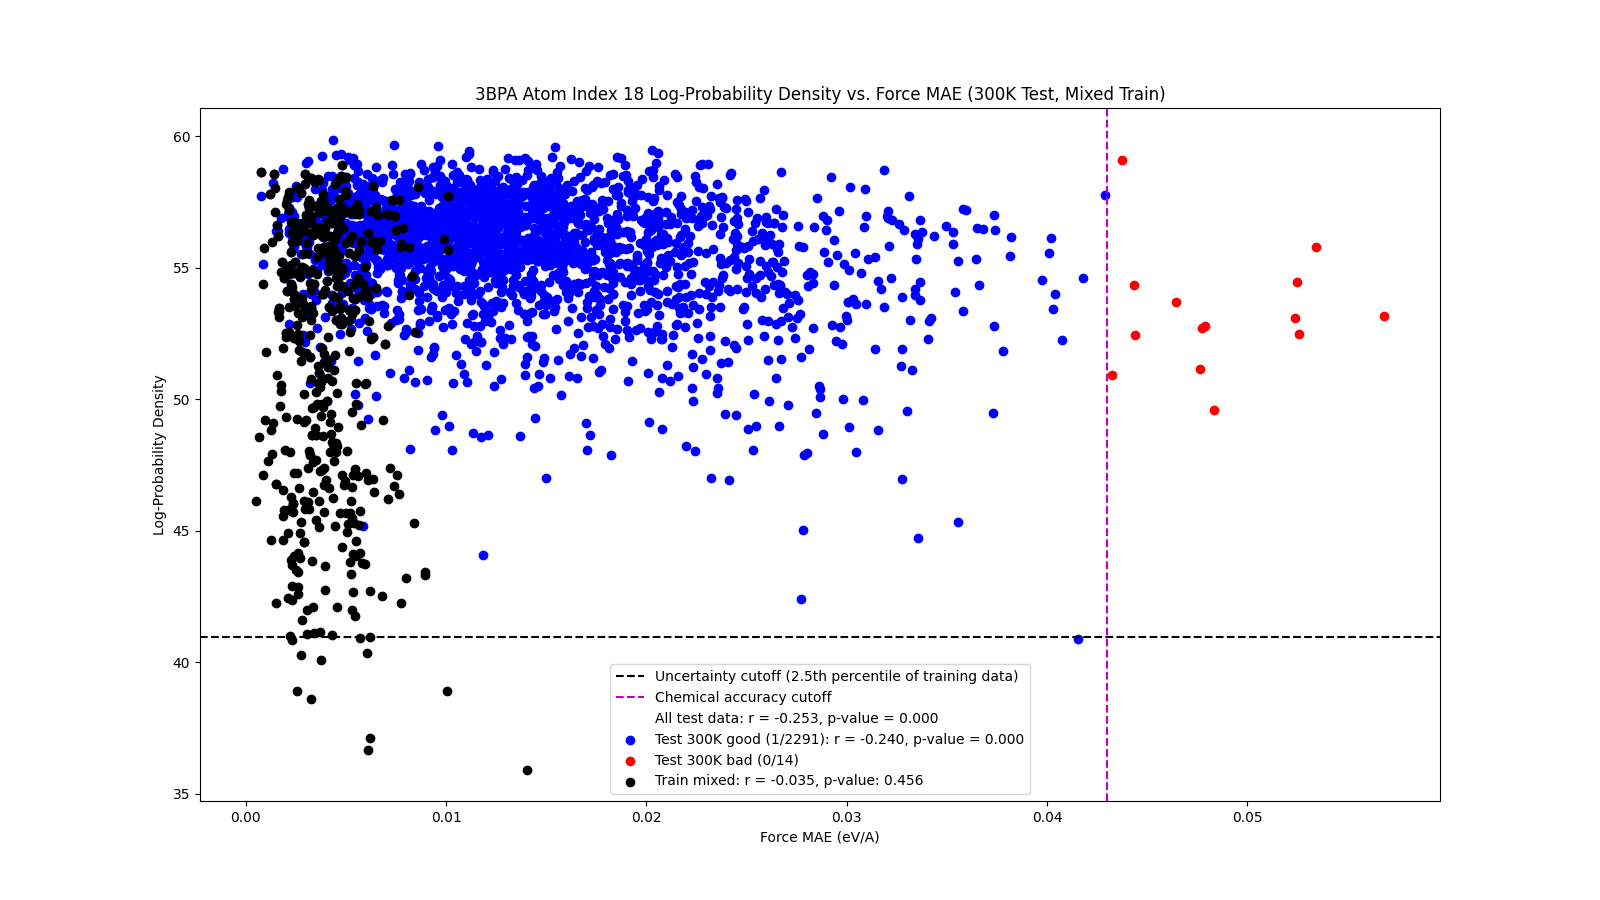 3BPA Atom Index 18 Log-Probability Density vs. Force MAE (300K Test, Mixed Train)
Log-Probability Density
60
55
50
45
40
35
Uncertainty cutoff (2.5th percentile of training data)
Chemical accuracy cutoff
All test data: r = -0.253, p-value = 0.000
Test 300K good (1/2291): r = -0.240, p-value = 0.000
Test 300K bad (0/14)
Train mixed: r = -0.035, p-value: 0.456
0.00 0.01 0.02 0.03 0.04 0.05
Force MAE (eV/A)